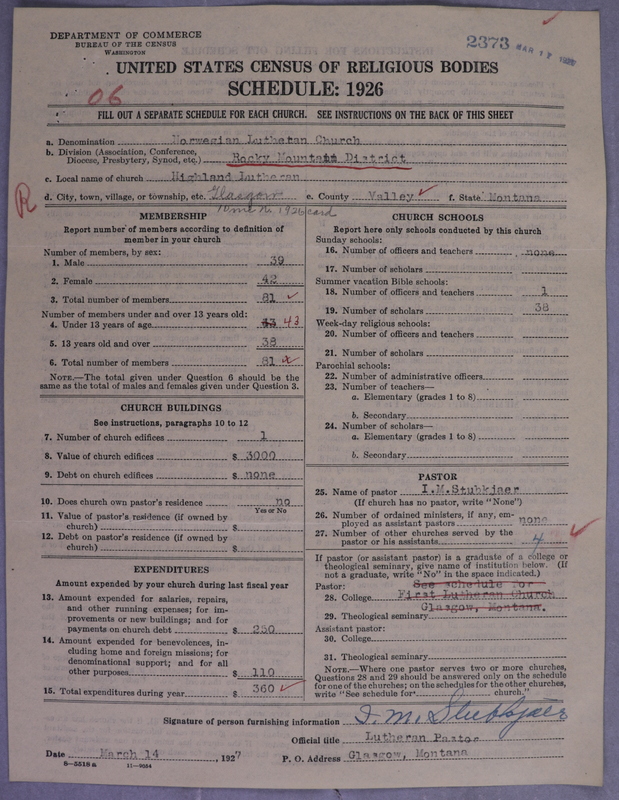 DEPARTMENT OF COMMERCE
BUREAU OF THE CENSUS
WASHINGTON
2373 MAR 17 192
UNITED STATES CENSUS OF RELIGIOUS BODIES
SCHEDULE: 1926
06
FILL OUT A SEPARATE SCHEDULE FOR EACH CHURCH. SEE INSTRUCTIONS ON THE BACK OF THIS SHEET
a. Denomination Norwegian Lutheran Church
b. Division (Association, Conference, Diocese, Presbytery, Synod, etc.) Rocky Mountain District
c. Local name of church Highland Lutheran
d. City, town, village, or township, etc. Glasgow e. County Valley f. State Montana
R
1926 card
MEMBERSHIP
Report number of members according to definition of
member in your church
Number of members, by sex:
1. Male 39
2. Female 42
3. Total number of members 81
Number of members under and over 13 years old:
4. Under 13 years of age 43 43
5. 13 years old and over 38
6. Total number of members 81
NOTE.—The total given under Question 6 should be the
same as the total of males and females given under Question 3.
CHURCH BUILDINGS
See instructions, paragraphs 10 to 12
7. Number of church edifices 1
8. Value of church edifices $ 3000
9. Debt on church edifices $ none
10. Does church own pastor's residence no
Yes or No
11. Value of pastor's residence (if owned by
church) $
12. Debt on pastor's residence (if owned by
church) $
EXPENDITURES
Amount expended by your church during last fiscal year
13. Amount expended for salaries, repairs,
and other running expenses; for im-
provements or new buildings; and for
payments on church debt $ 250
14. Amount expended for benevolences, in-
cluding home and foreign missions; for
denominational support; and for all
other purposes $ 110
15. Total expenditures during year $ 360
CHURCH SCHOOLS
Report here only schools conducted by this church
Sunday schools:
16. Number of officers and teachers none
17. Number of scholars
Summer vacation Bible schools:
18. Number of officers and teachers 1
19. Number of scholars 38
Week-day religious schools:
20. Number of officers and teachers
21. Number of scholars
Parochial schools:
22. Number of administrative officers
23. Number of teachers—
a. Elementary (grades 1 to 8)
b. Secondary
24. Number of scholars—
a. Elementary (grades 1 to 8)
b. Secondary
PASTOR
25. Name of pastor I.M.Stubkjaer
(If church has no pastor, write "None")
26. Number of ordained ministers, if any, em-
ployed as assistant pastors none
27. Number of other churches served by the
pastor or his assistants 4
If pastor (or assistant pastor) is a graduate of a college or
theological seminary, give name of institution below. (If
not a graduate, write "No" in the space indicated.)
Pastor: See schedule for
28. College First Lutheran Church
Glasgow, Montana.
29. Theological seminary
Assistant pastor:
30. College
31. Theological seminary
NOTE.—Where one pastor serves two or more churches,
Questions 28 and 29 should be answered only on the schedule
for one of the churches; on the schedules for the other churches,
write "See schedule for church."
Signature of person furnishing information I. M. Stubkjaer
Official title Lutheran Pastor
Date March 14, 1927 P. O. Address Glasgow, Montana
8—5518a 11—9354